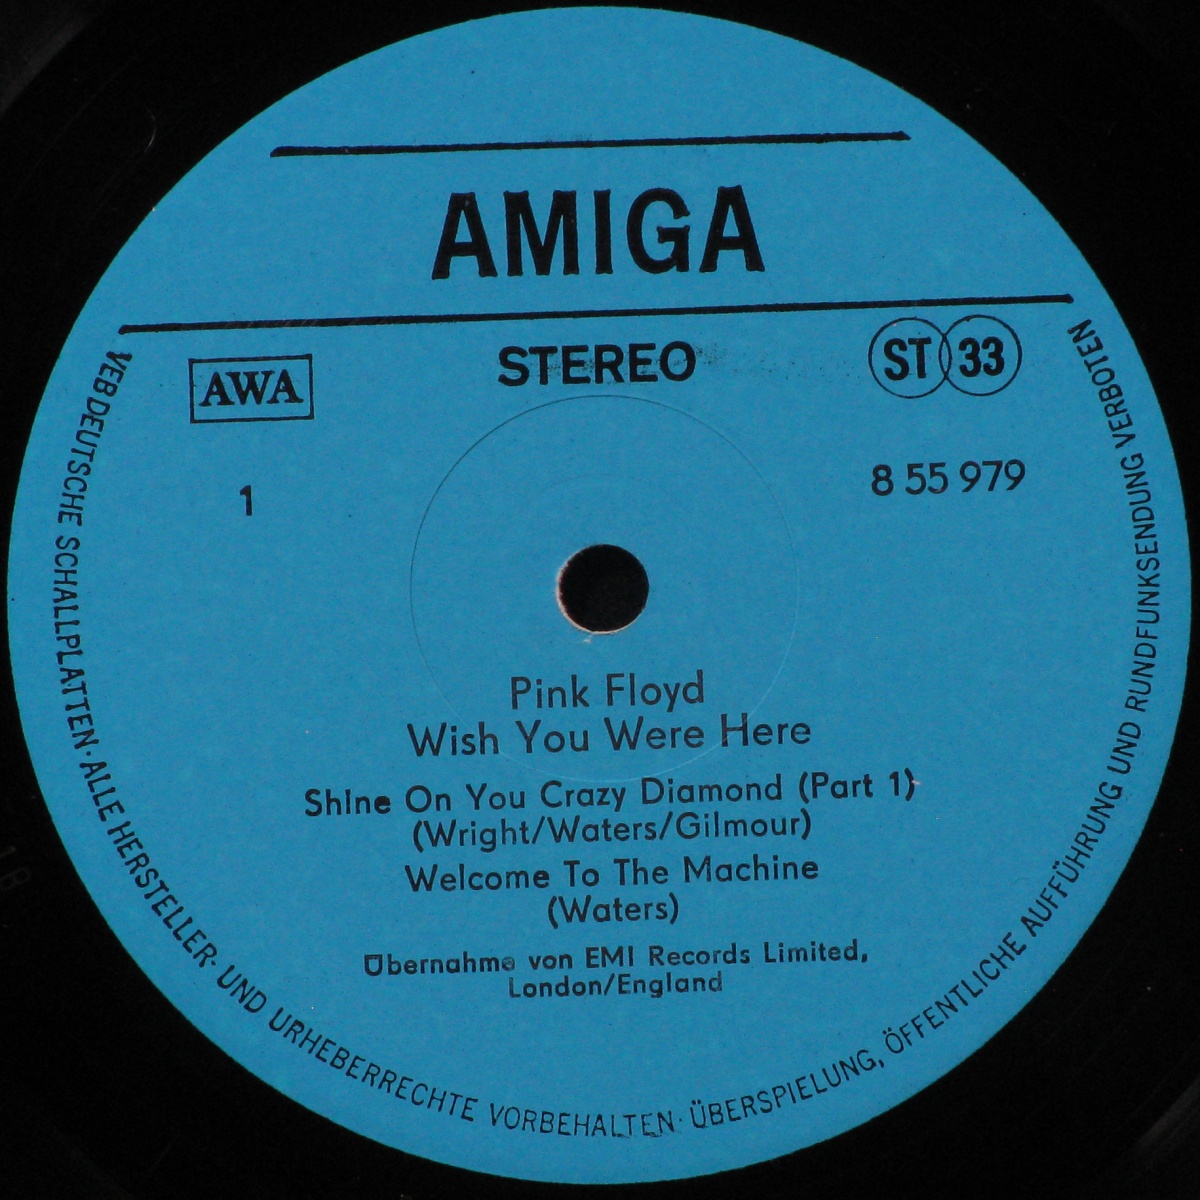 AMIGA
STEREO
AWA
ST 33
1
8 55 979
Pink Floyd
Wish You Were Here
Shine On You Crazy Diamond (Part 1)
(Wright/Waters/Gilmour)
Welcome To The Machine
(Waters)
Übernahme von EMI Records Limited,
London/England
VEB DEUTSCHE SCHALLPLATTEN · ALLE HERSTELLER- UND URHEBERRECHTE VORBEHALTEN · ÜBERSPIELUNG, ÖFFENTLICHE AUFFÜHRUNG UND RUNDFUNKSENDUNG VERBOTEN